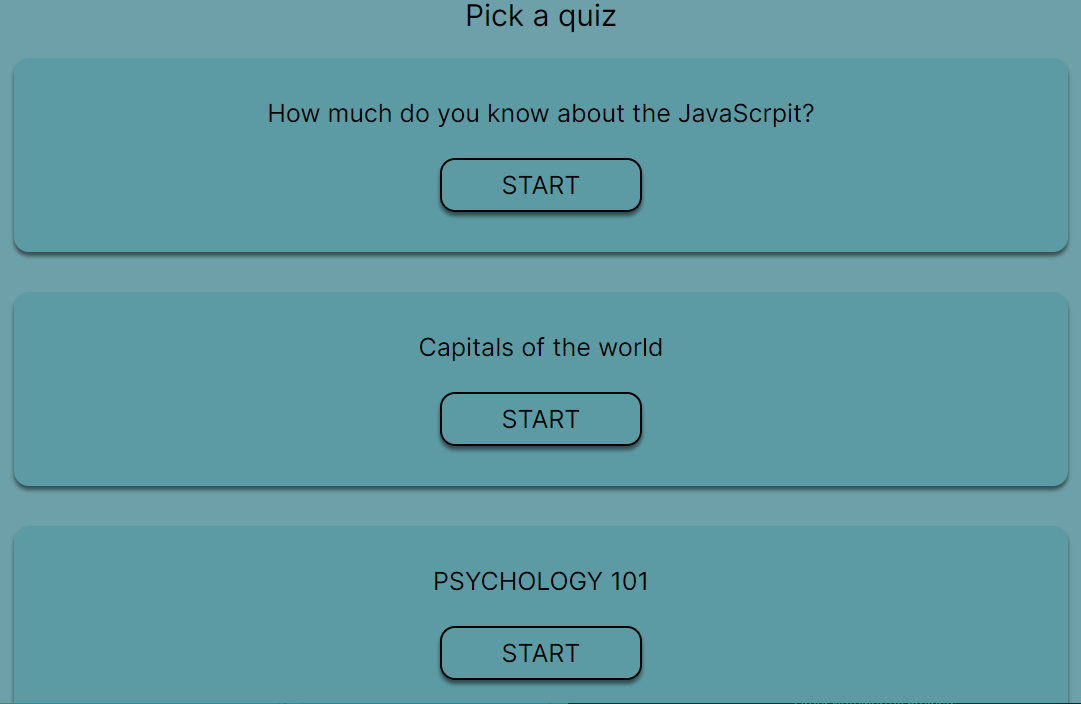 Pick a quiz
How much do you know about the JavaScrpit?
START
Capitals of the world
START
PSYCHOLOGY 101
START